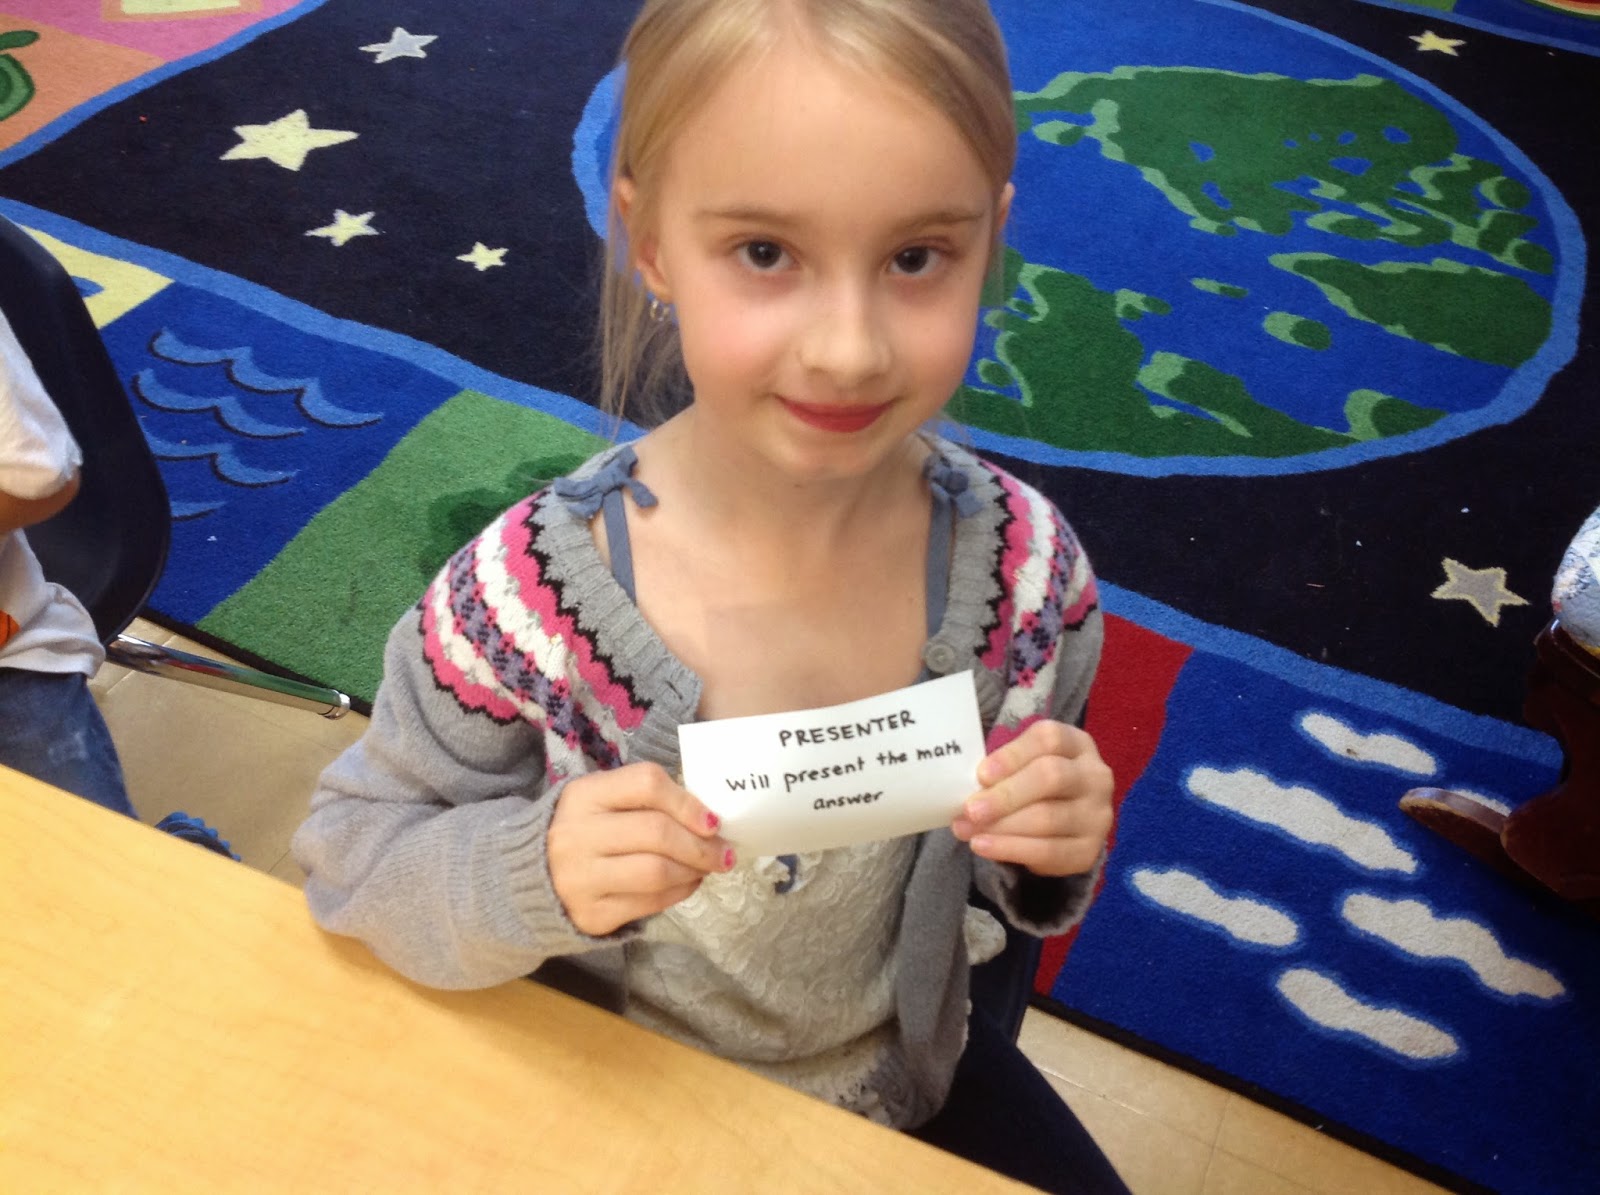 PRESENTER
Will present the math
answer